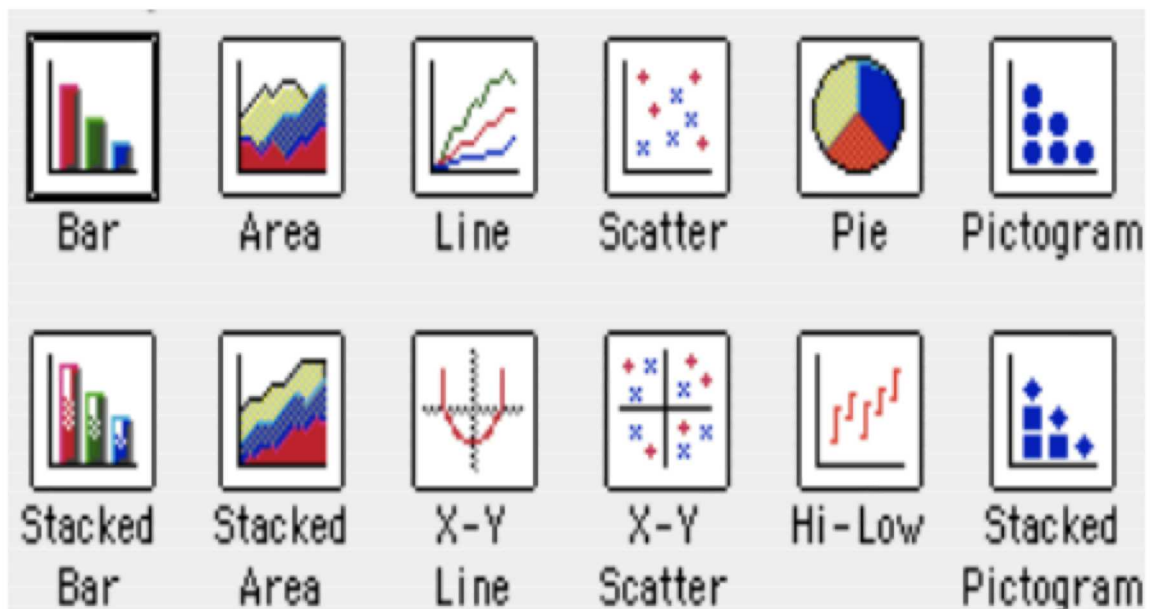 Bar Area Line Scatter Pie Pictogram
Stacked Stacked X-Y X-Y Hi-Low Stacked
Bar Area Line Scatter Pictogram